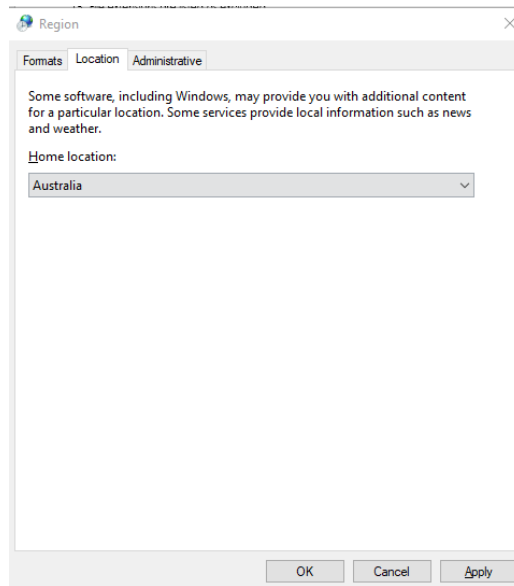 Region
Formats Location Administrative
Some software, including Windows, may provide you with additional content
for a particular location. Some services provide local information such as news
and weather.
Home location:
Australia
OK Cancel Apply